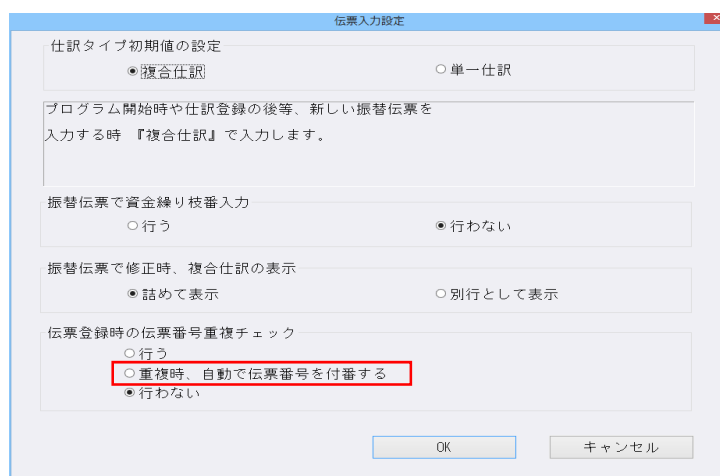 伝票入力設定
仕訳タイプ初期値の設定
複合仕訳 単一仕訳
プログラム開始時や仕訳登録の後等、新しい振替伝票を
入力する時 『複合仕訳』で入力します。
振替伝票で資金繰り枝番入力
行う 行わない
振替伝票で修正時、複合仕訳の表示
詰めて表示 別行として表示
伝票登録時の伝票番号重複チェック
行う
重複時、自動で伝票番号を付番する
行わない
OK キャンセル